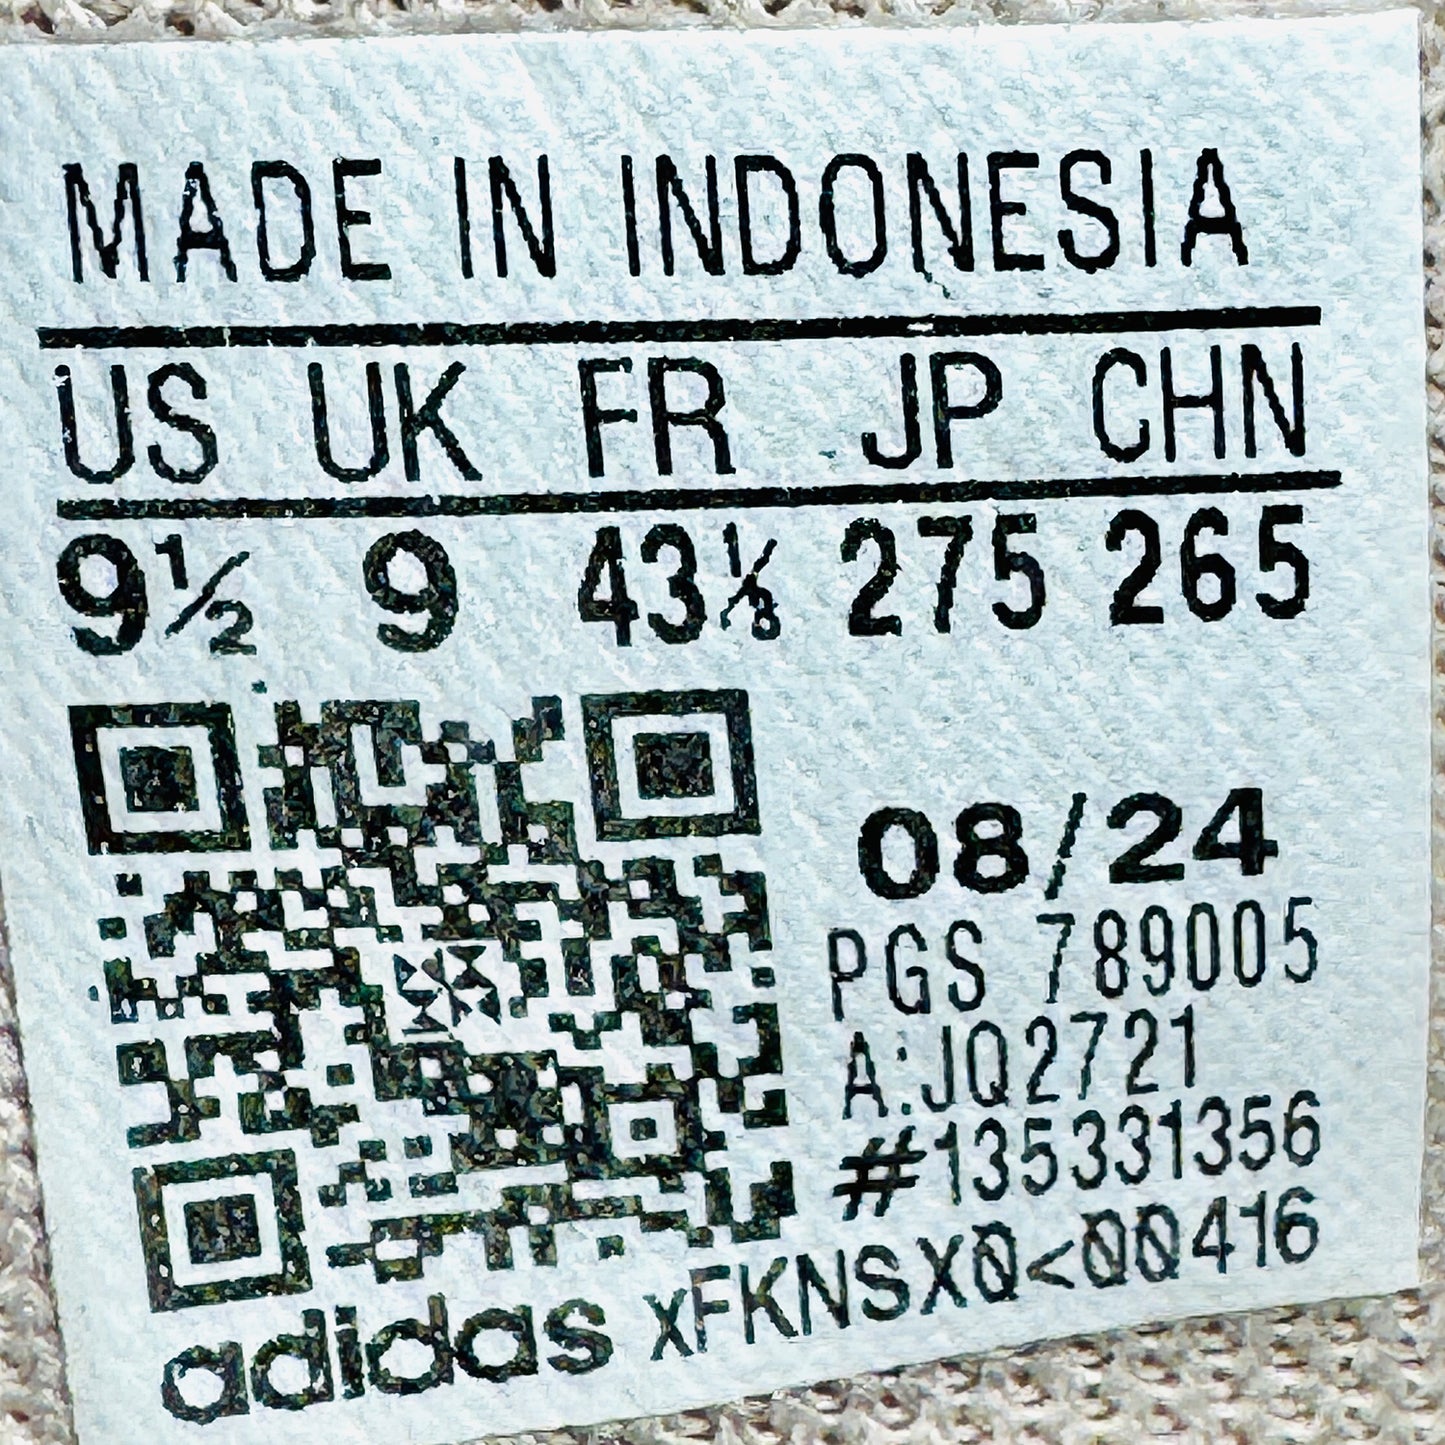 MADE IN INDONESIA
US UK FR JP CHN
9½ 9 43⅓ 275 265
08/24
PGS 789005
A:JQ2721
#135331356
adidas xFKNSX0<00416